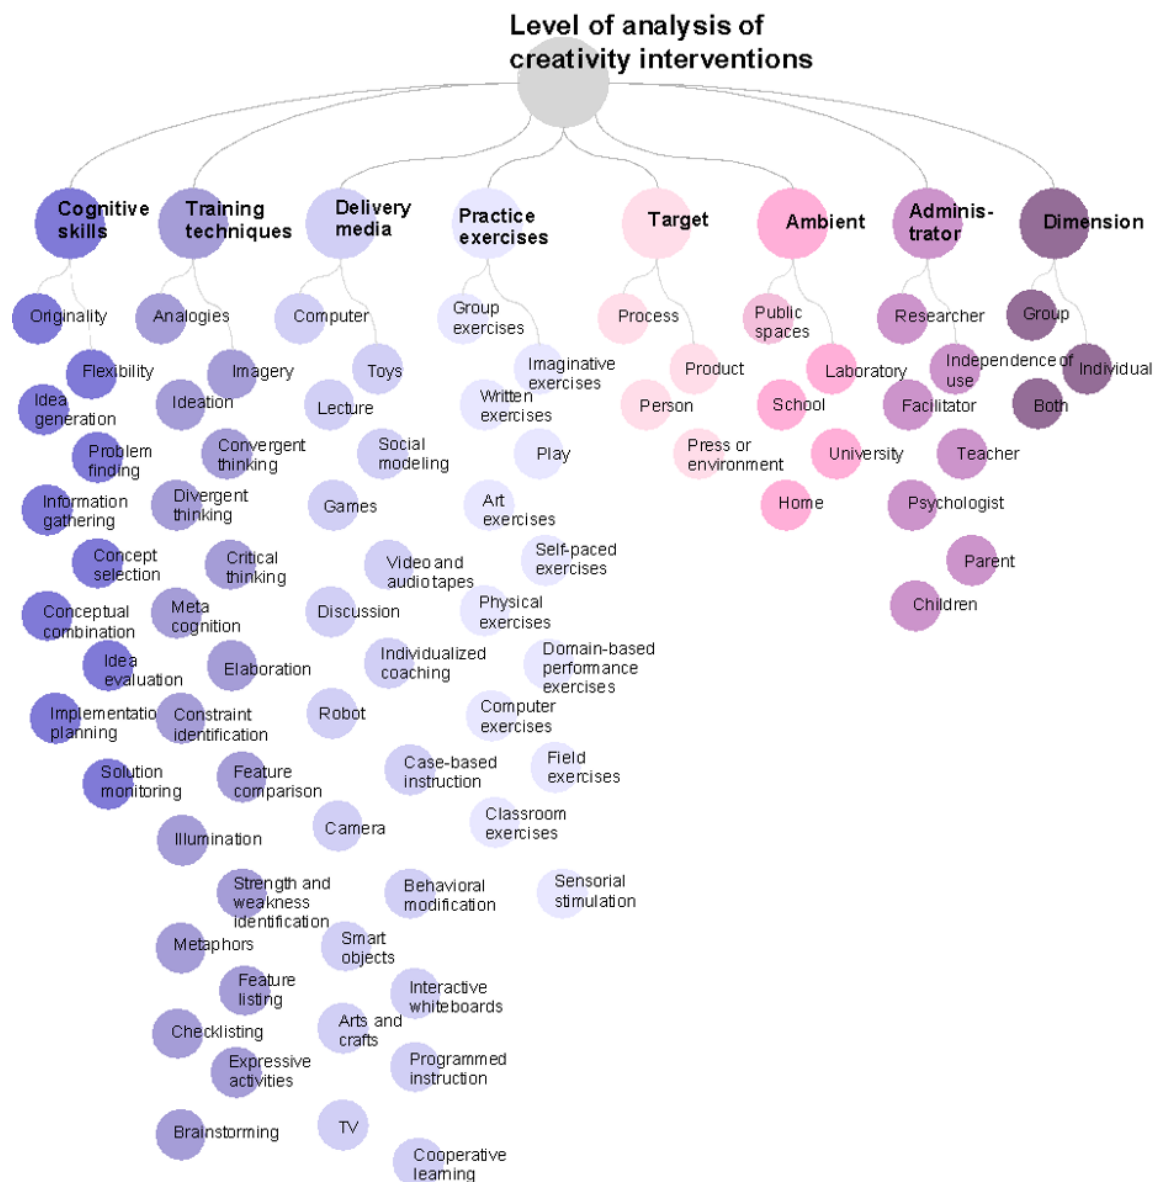 Level of analysis of
creativity interventions
Cognitive
skills
Training
techniques
Delivery
media
Practice
exercises
Target
Ambient
Adminis-
trator
Dimension
Originality
Flexibility
Idea
generation
Problem
finding
Information
gathering
Concept
selection
Conceptual
combination
Idea
evaluation
Implementatio
planning
Solution
monitoring
Analogies
Imagery
Ideation
Convergent
thinking
Divergent
thinking
Critical
thinking
Meta
cognition
Elaboration
Constraint
identification
Feature
comparison
Illumination
Strength and
weakness
identification
Metaphors
Feature
listing
Checklisting
Expressive
activities
Brainstorming
Computer
Toys
Lecture
Social
modeling
Games
Video and
audio tapes
Discussion
Individualized
coaching
Robot
Case-based
instruction
Camera
Behavioral
modification
Smart
objects
Interactive
whiteboards
Arts and
crafts
Programmed
instruction
TV
Cooperative
learning
Group
exercises
Imaginative
exercises
Written
exercises
Play
Art
exercises
Self-paced
exercises
Physical
exercises
Domain-based
performance
exercises
Computer
exercises
Field
exercises
Classroom
exercises
Sensorial
stimulation
Process
Product
Person
Press or
environment
Public
spaces
Laboratory
School
University
Home
Researcher
Independence of
use
Facilitator
Teacher
Psychologist
Parent
Children
Group
Individual
Both